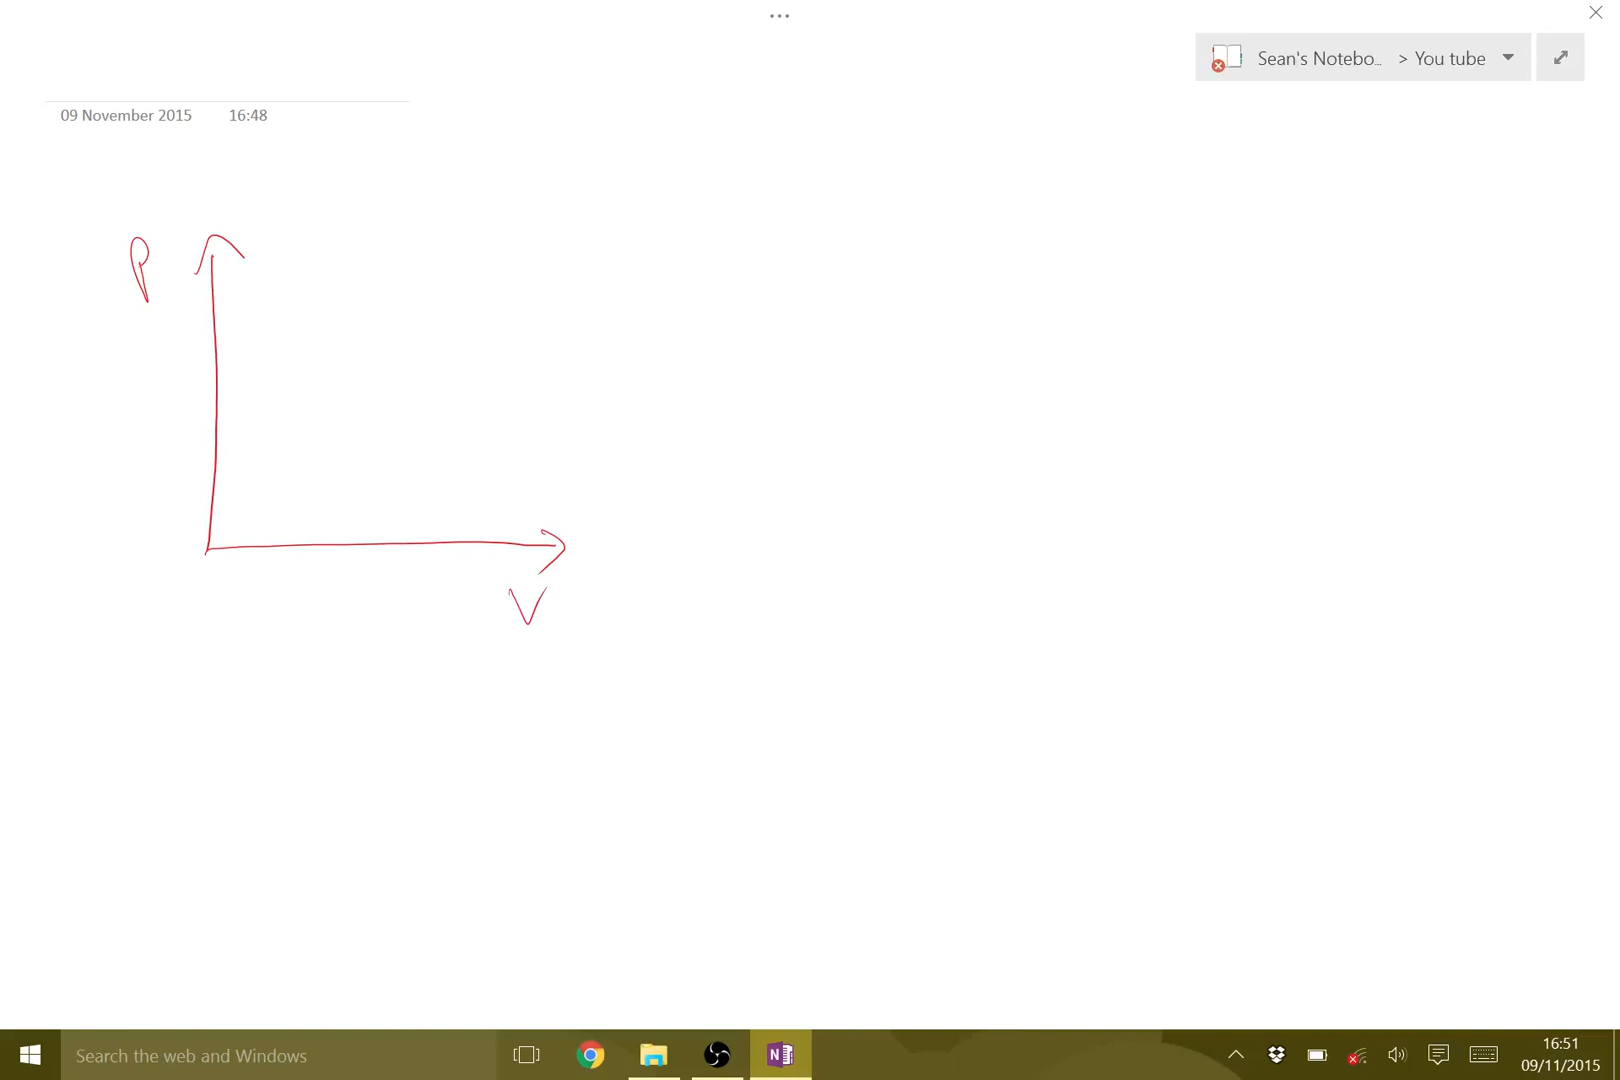 Sean's Notebo... > You tube
09 November 2015 16:48
P
V
Search the web and Windows
16:51
09/11/2015